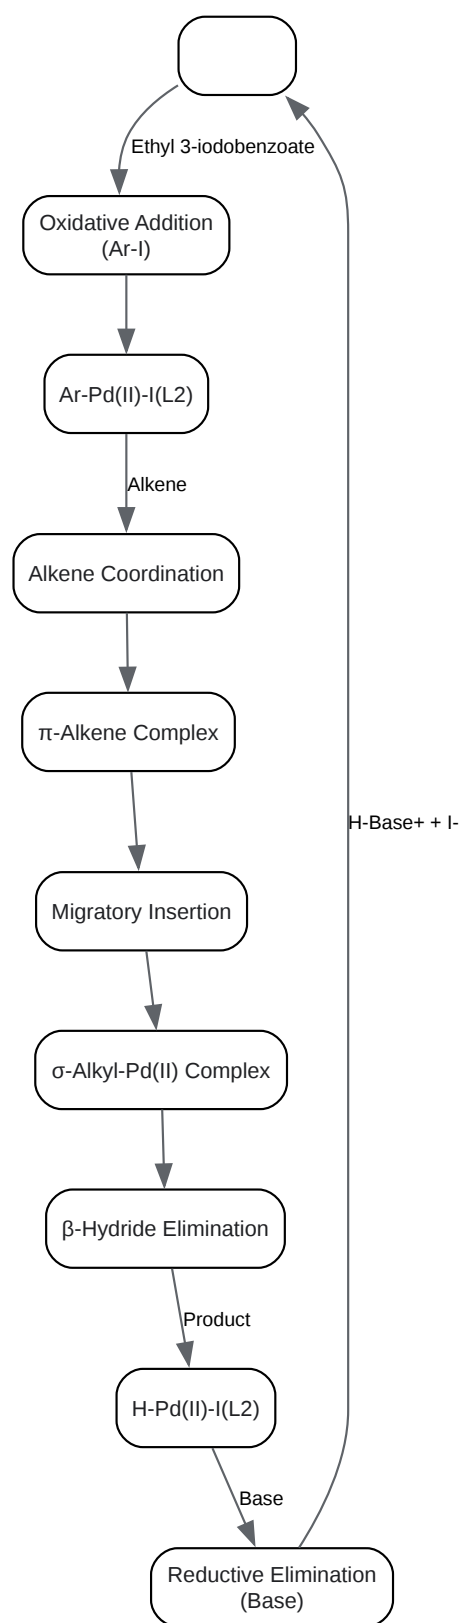 Ethyl 3-iodobenzoate
Oxidative Addition
(Ar-I)
Ar-Pd(II)-I(L2)
Alkene
Alkene Coordination
π-Alkene Complex
H-Base+ + I-
Migratory Insertion
σ-Alkyl-Pd(II) Complex
β-Hydride Elimination
Product
H-Pd(II)-I(L2)
Base
Reductive Elimination
(Base)